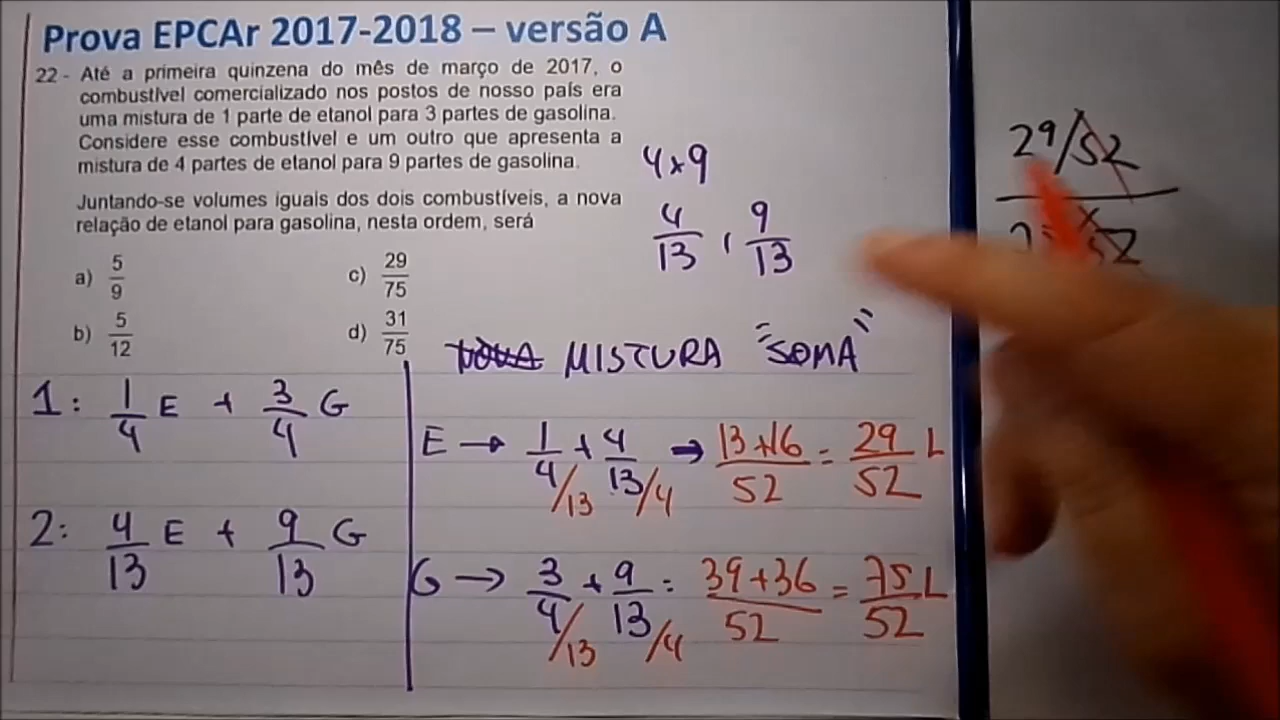 Prova EPCAr 2017-2018 – versão A
22 - Até a primeira quinzena do mês de março de 2017, o
combustível comercializado nos postos de nosso país era
uma mistura de 1 parte de etanol para 3 partes de gasolina.
Considere esse combustível e um outro que apresenta a
mistura de 4 partes de etanol para 9 partes de gasolina.
Juntando-se volumes iguais dos dois combustíveis, a nova
relação de etanol para gasolina, nesta ordem, será
a) 5/9 c) 29/75
b) 5/12 d) 31/75
4 x 9
4/13 , 9/13
29/52
NOVA MISTURA "SOMA"
1: 1/4 E + 3/4 G
2: 4/13 E + 9/13 G
E → 1/4 /13 + 4/13 /4 → 13+16/52 = 29/52 L
G → 3/4 /13 + 9/13 /4 = 39+36/52 = 75/52 L